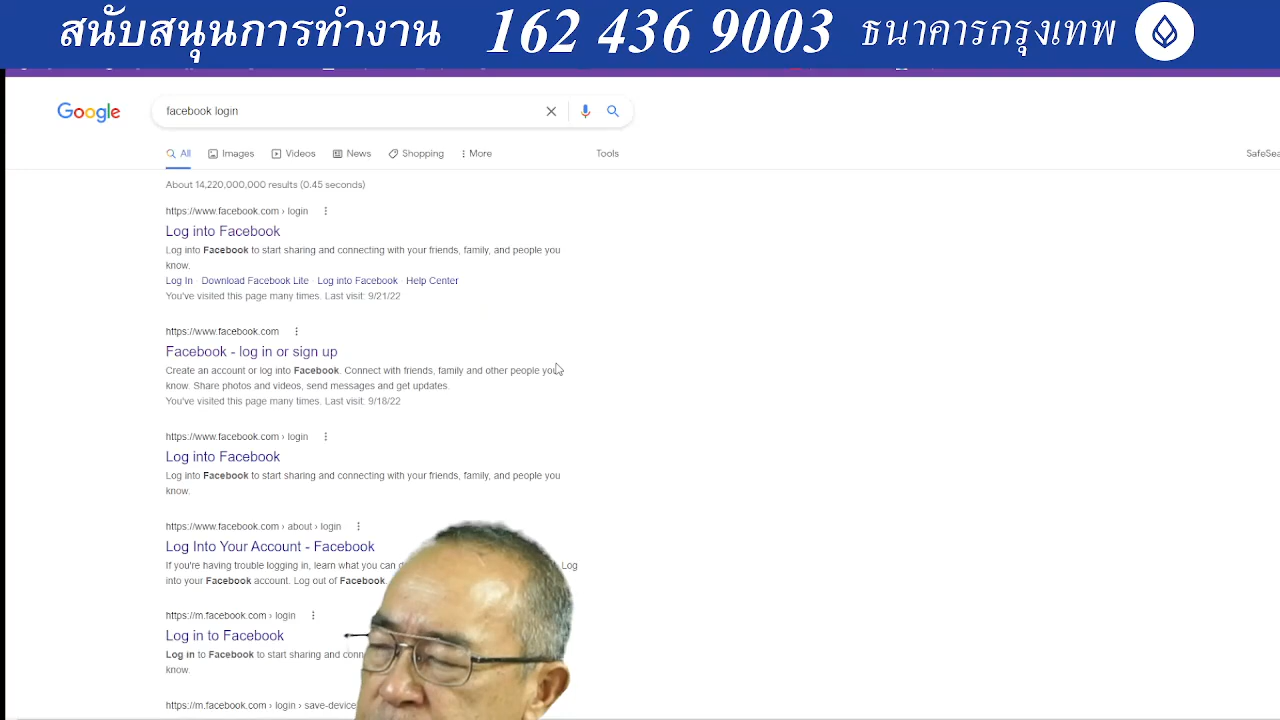 สนับสนุนการทำงาน 162 436 9003 ธนาคารกรุงเทพ
Google
facebook login
All Images Videos News Shopping More Tools
SafeSea
About 14,220,000,000 results (0.45 seconds)
https://www.facebook.com › login
Log into Facebook
Log into Facebook to start sharing and connecting with your friends, family, and people you
know.
Log In · Download Facebook Lite · Log into Facebook · Help Center
You've visited this page many times. Last visit: 9/21/22
https://www.facebook.com
Facebook - log in or sign up
Create an account or log into Facebook. Connect with friends, family and other people you
know. Share photos and videos, send messages and get updates.
You've visited this page many times. Last visit: 9/18/22
https://www.facebook.com › login
Log into Facebook
Log into Facebook to start sharing and connecting with your friends, family, and people you
know.
https://www.facebook.com › about › login
Log Into Your Account - Facebook
If you're having trouble logging in, learn what you can Log
into your Facebook account. Log out of Facebook.
https://m.facebook.com › login
Log in to Facebook
Log in to Facebook to start sharing and conn
know.
https://m.facebook.com › login › save-device